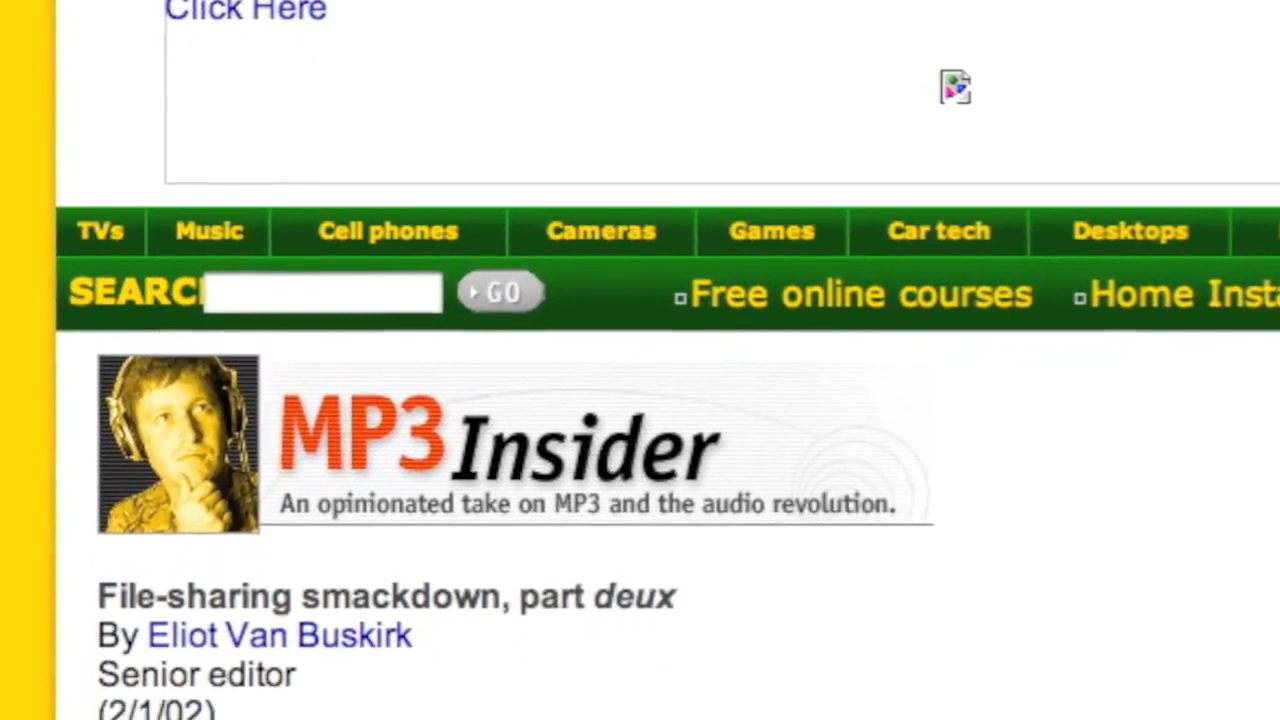 Click Here
TVs Music Cell phones Cameras Games Car tech Desktops
SEARCH GO Free online courses Home
MP3 Insider
An opinionated take on MP3 and the audio revolution.
File-sharing smackdown, part deux
By Eliot Van Buskirk
Senior editor
(2/1/02)